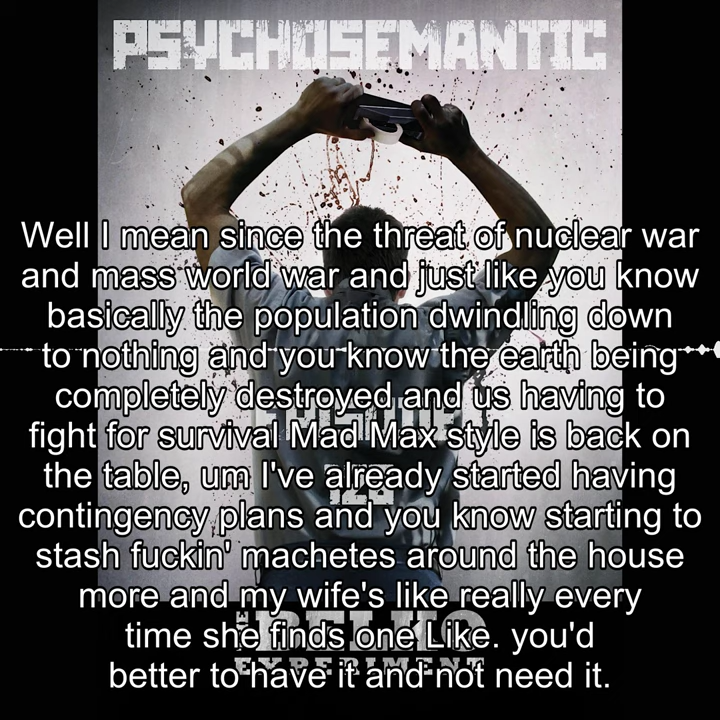 PSYCHOSEMANTIC
Well I mean since the threat of nuclear war
and mass world war and just like you know
basically the population dwindling down
to nothing and you know the earth being
completely destroyed and us having to
fight for survival Mad Max style is back on
the table, um I've already started having
contingency plans and you know starting to
stash fuckin' machetes around the house
more and my wife's like really every
time she finds one Like. you'd
better to have it and not need it.
THE
BELKO
EXPERIMENT